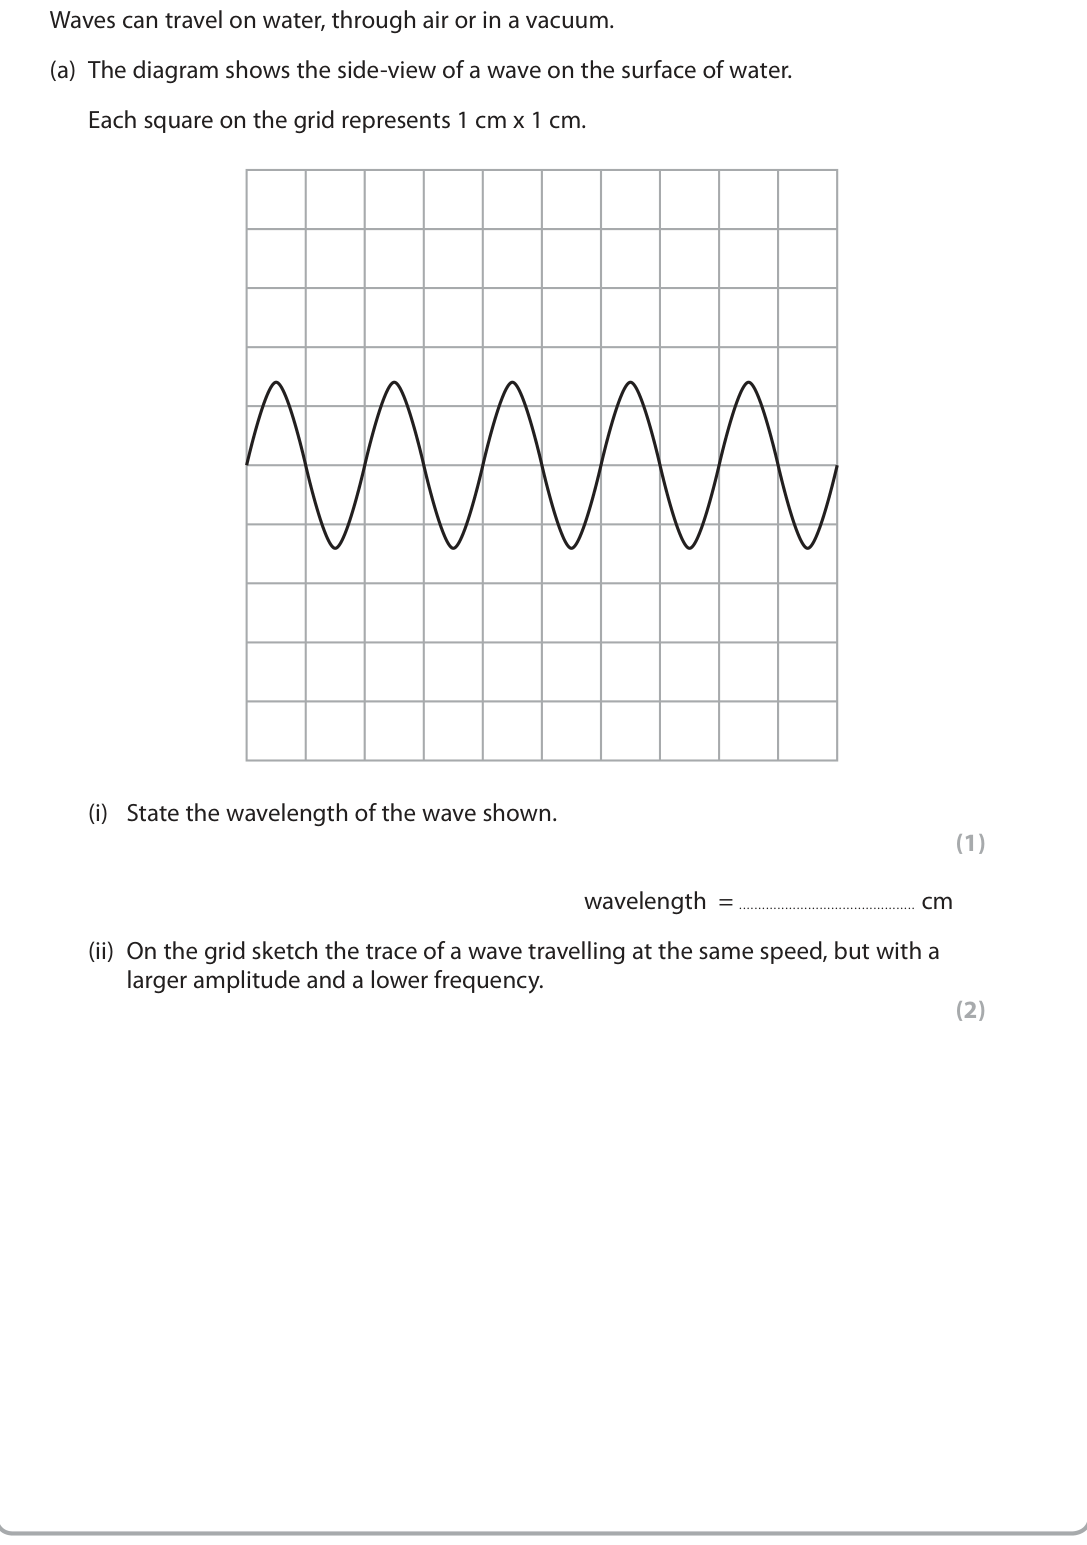 Waves can travel on water, through air or in a vacuum.
(a) The diagram shows the side-view of a wave on the surface of water.
Each square on the grid represents 1 cm x 1 cm.
(i) State the wavelength of the wave shown.
(1)
wavelength = ............................................. cm
(ii) On the grid sketch the trace of a wave travelling at the same speed, but with a
larger amplitude and a lower frequency.
(2)